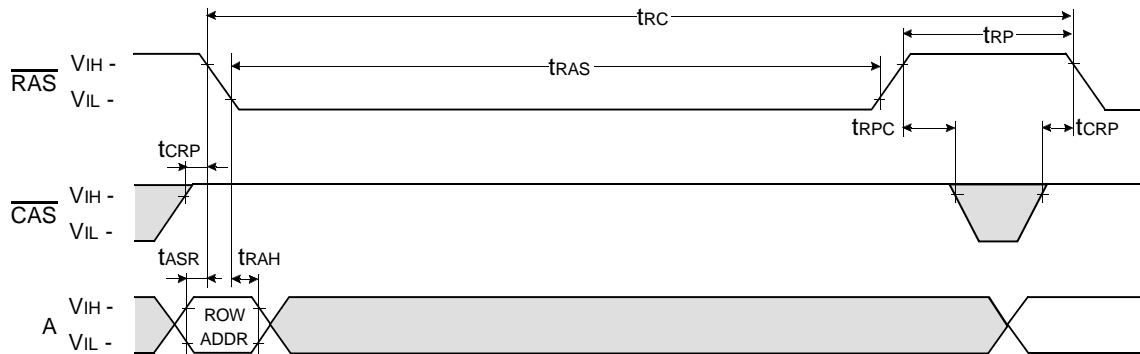 tRC
tRP
RAS
VIH -
VIL -
tRAS
tRPC
tCRP
tCRP
CAS
VIH -
VIL -
tASR
tRAH
A
VIH -
VIL -
ROW
ADDR